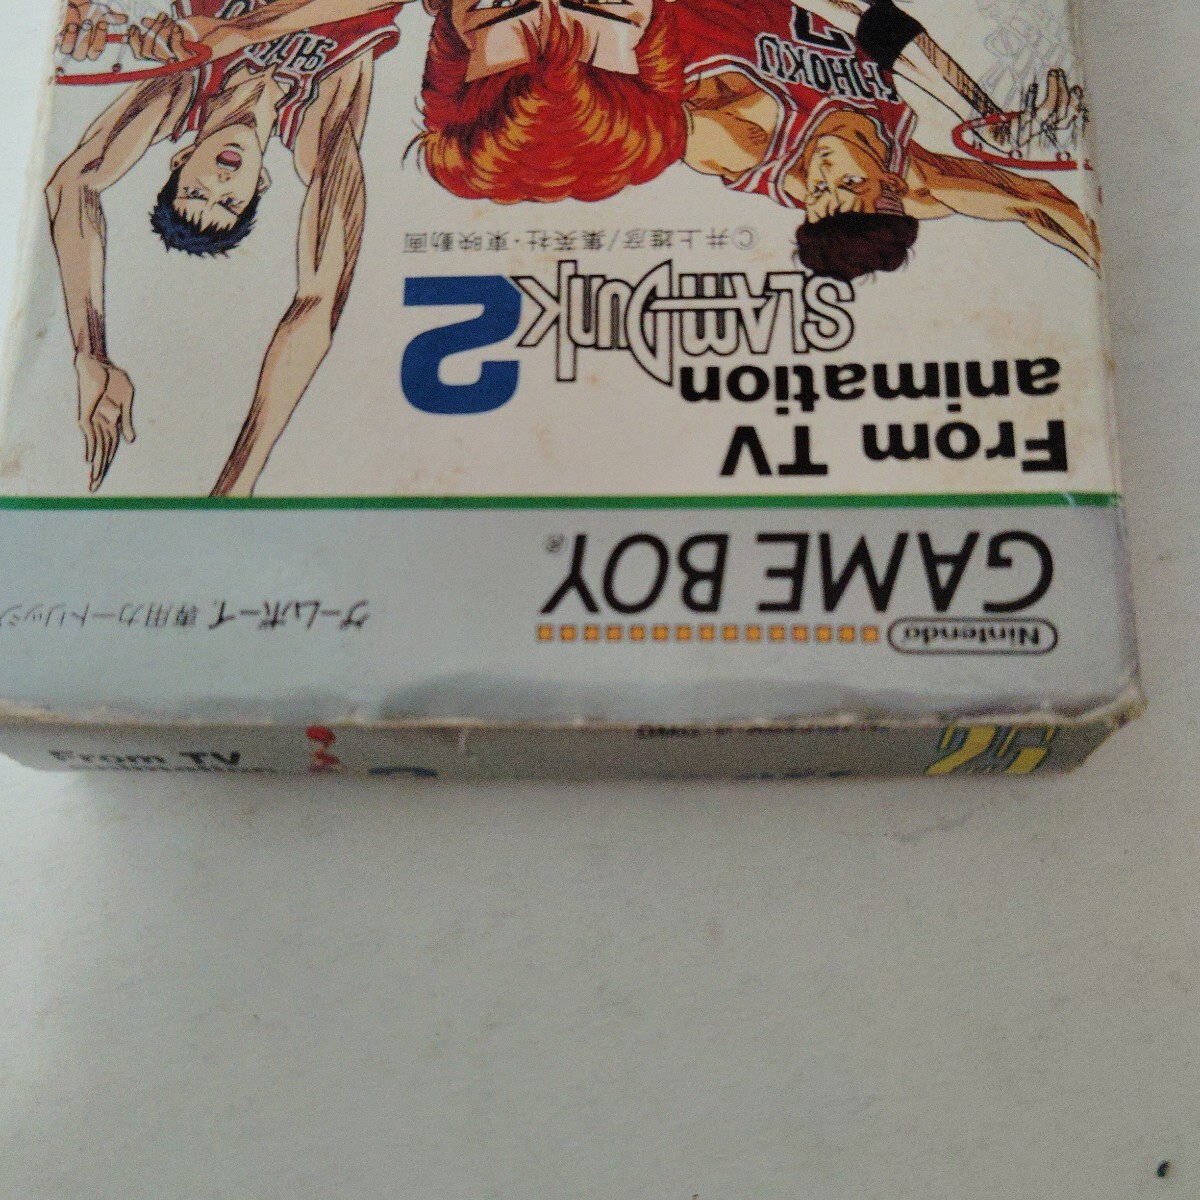 Nintendo
GAME BOY®
ゲームボーイ専用カートリッジ
From TV
animation
SLAM DUNK 2
©井上雄彦/集英社・東映動画
From TV